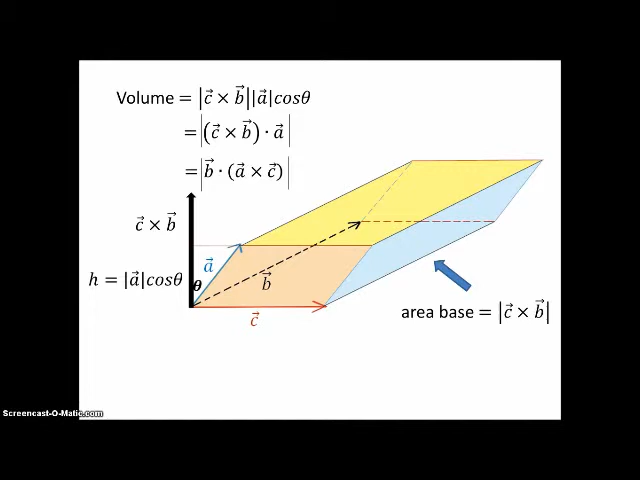 Volume = |c⃗ × b⃗||a⃗|cosθ
= |(c⃗ × b⃗) · a⃗|
= |b⃗ · (a⃗ × c⃗)|
c⃗ × b⃗
a⃗
h = |a⃗|cosθ
θ
b⃗
c⃗
area base = |c⃗ × b⃗|
Screencast-O-Matic.com